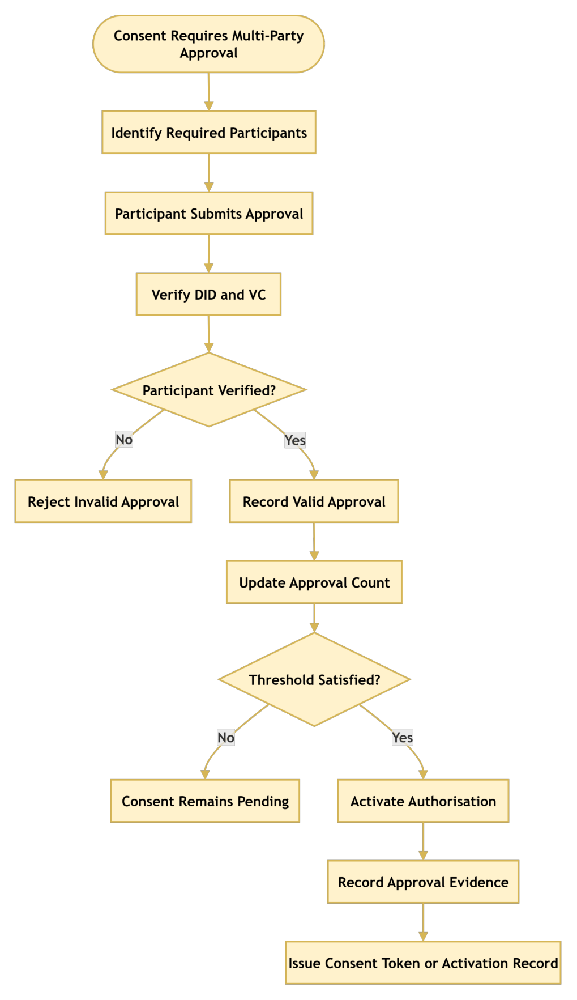 Consent Requires Multi-Party
Approval
Identify Required Participants
Participant Submits Approval
Verify DID and VC
Participant Verified?
No
Yes
Reject Invalid Approval
Record Valid Approval
Update Approval Count
Threshold Satisfied?
No
Yes
Consent Remains Pending
Activate Authorisation
Record Approval Evidence
Issue Consent Token or Activation Record